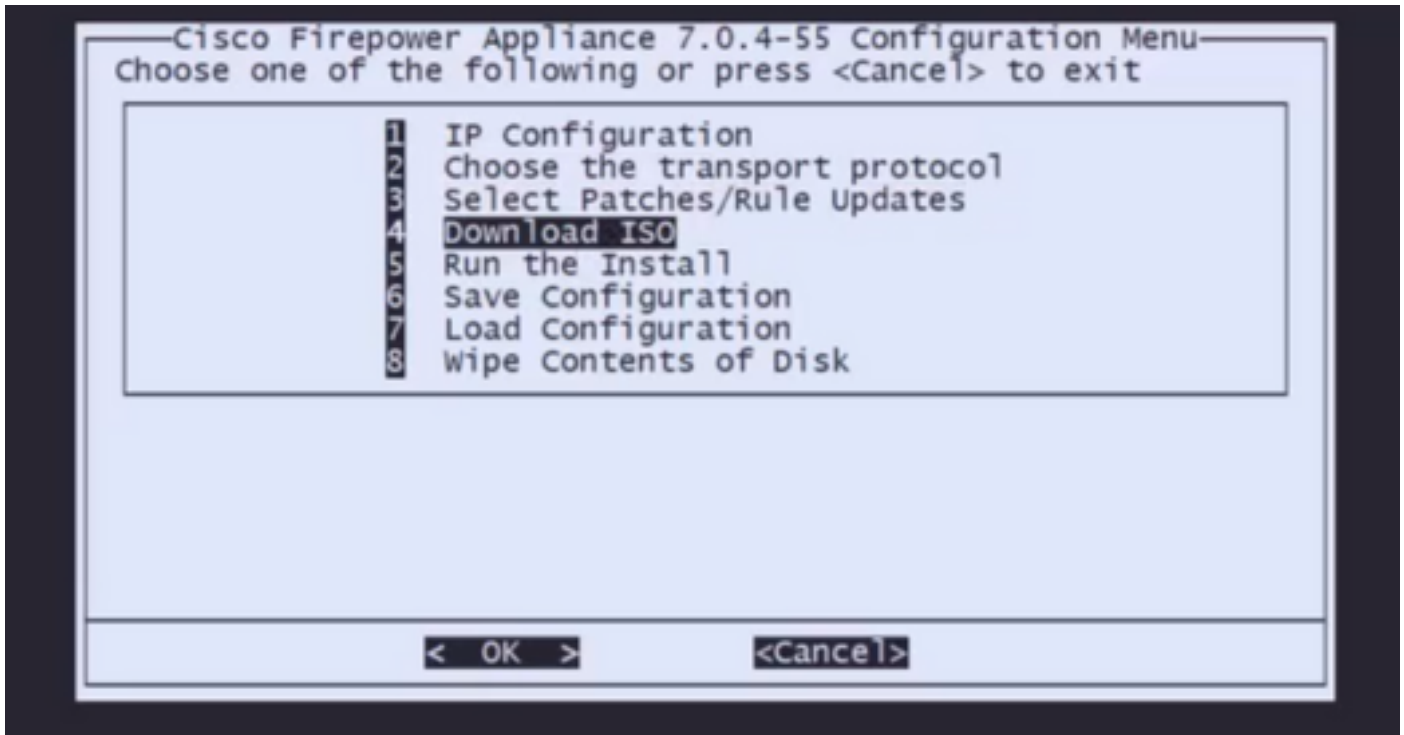 Cisco Firepower Appliance 7.0.4-55 Configuration Menu
Choose one of the following or press <Cancel> to exit
1 IP Configuration
2 Choose the transport protocol
3 Select Patches/Rule Updates
4 Download ISO
5 Run the Install
6 Save Configuration
7 Load Configuration
8 Wipe Contents of Disk
< OK > <Cancel>